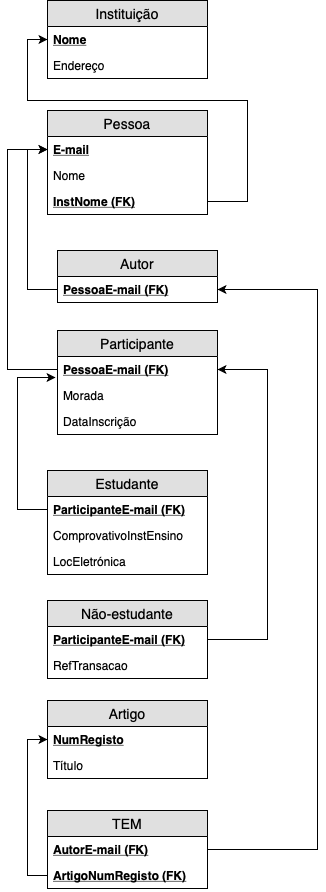 Instituição
Nome
Endereço
Pessoa
E-mail
Nome
InstNome (FK)
Autor
PessoaE-mail (FK)
Participante
PessoaE-mail (FK)
Morada
DataInscrição
Estudante
ParticipanteE-mail (FK)
ComprovativoInstEnsino
LocEletrónica
Não-estudante
ParticipanteE-mail (FK)
RefTransacao
Artigo
NumRegisto
Título
TEM
AutorE-mail (FK)
ArtigoNumRegisto (FK)